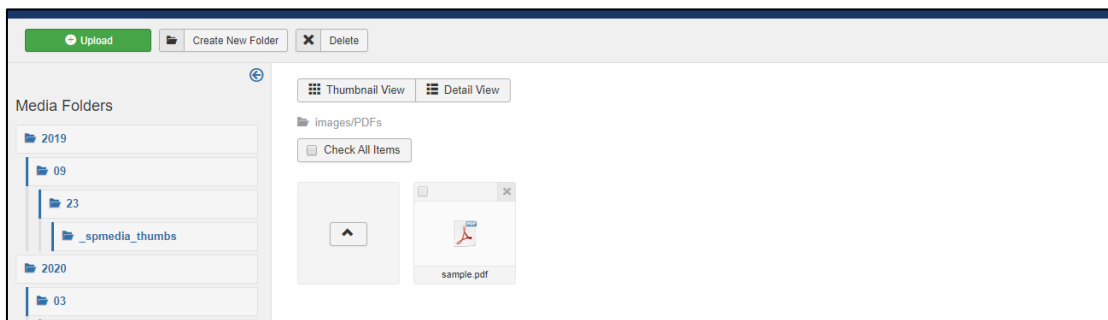 Upload
Create New Folder
Delete
Media Folders
2019
09
23
_spmedia_thumbs
2020
03
Thumbnail View
Detail View
images/PDFs
Check All Items
sample.pdf